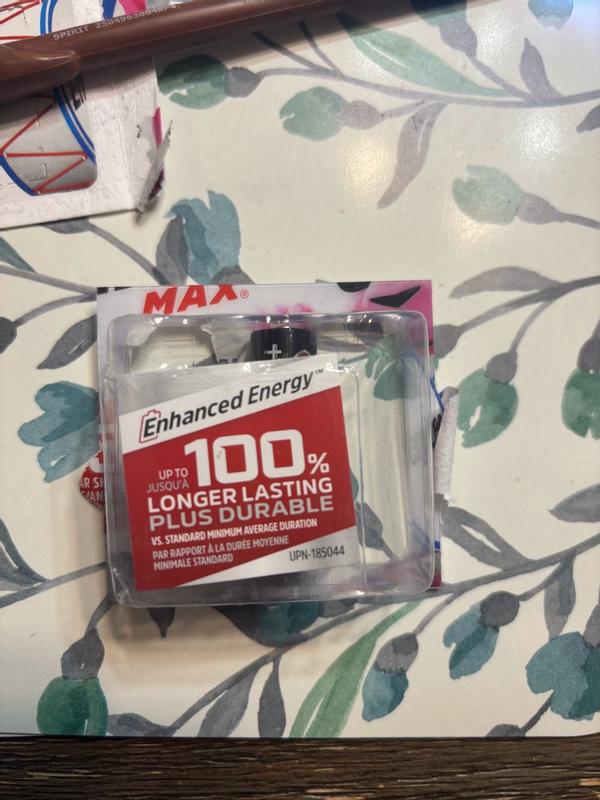 SPIRIT
MAX®
+
Enhanced Energy™
UP TO
JUSQU'À
100%
LONGER LASTING
PLUS DURABLE
VS. STANDARD MINIMUM AVERAGE DURATION
PAR RAPPORT À LA DURÉE MOYENNE
MINIMALE STANDARD
UPN-185044